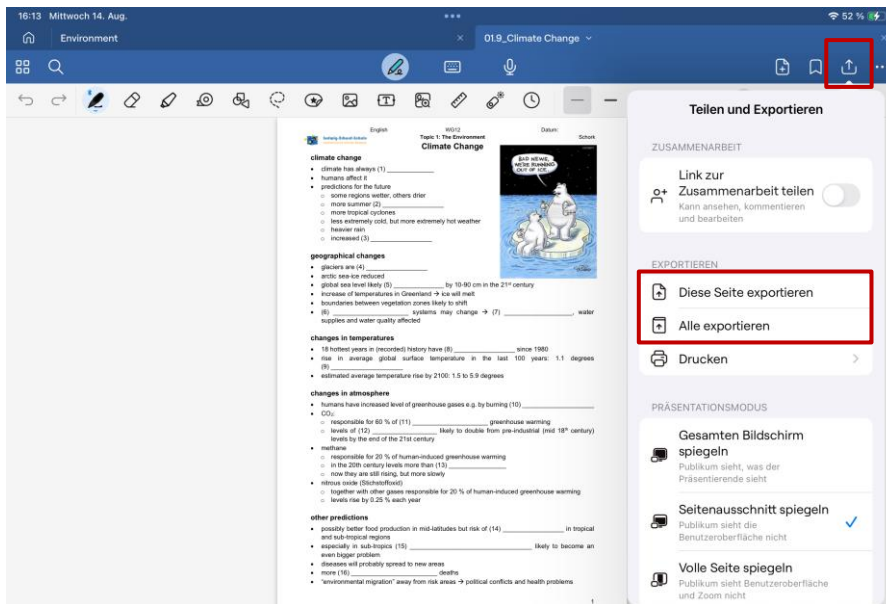 16:13 Mittwoch 14. Aug.
52 %
Environment
01.9_Climate Change
Teilen und Exportieren
ZUSAMMENARBEIT
Link zur
Zusammenarbeit teilen
Kann ansehen, kommentieren
und bearbeiten
EXPORTIEREN
Diese Seite exportieren
Alle exportieren
Drucken
PRÄSENTATIONSMODUS
Gesamten Bildschirm
spiegeln
Publikum sieht, was der
Präsentierende sieht
Seitenausschnitt spiegeln
Publikum sieht die
Benutzeroberfläche nicht
Volle Seite spiegeln
Publikum sieht Benutzeroberfläche
und Zoom nicht
English WG12 Datum:
Topic 1: The Environment Schork
Climate Change
BAD NEWS,
WE'RE RUNNING
OUT OF ICE.
climate change
• climate has always (1) ____________
• humans affect it
• predictions for the future
○ some regions wetter, others drier
○ more summer (2) ____________
○ more tropical cyclones
○ less extremely cold, but more extremely hot weather
○ heavier rain
○ increased (3) ____________
geographical changes
• glaciers are (4) ____________
• arctic sea-ice reduced
• global sea level likely (5) ____________ by 10-90 cm in the 21st century
• increase of temperatures in Greenland → ice will melt
• boundaries between vegetation zones likely to shift
• (6) ____________ systems may change → (7) ____________, water
supplies and water quality affected
changes in temperatures
• 18 hottest years in (recorded) history have (8) ____________ since 1980
• rise in average global surface temperature in the last 100 years: 1.1 degrees
(9) ____________
• estimated average temperature rise by 2100: 1.5 to 5.9 degrees
changes in atmosphere
• humans have increased level of greenhouse gases e.g. by burning (10) ____________
• CO₂:
○ responsible for 60 % of (11) ____________ greenhouse warming
○ levels of (12) ____________ likely to double from pre-industrial (mid 18th century)
levels by the end of the 21st century
• methane
○ responsible for 20 % of human-induced greenhouse warming
○ in the 20th century levels more than (13) ____________
○ now they are still rising, but more slowly
• nitrous oxide (Stichstoffoxid)
○ together with other gases responsible for 20 % of human-induced greenhouse warming
○ levels rise by 0.25 % each year
other predictions
• possibly better food production in mid-latitudes but risk of (14) ____________ in tropical
and sub-tropical regions
• especially in sub-tropics (15) ____________ likely to become an
even bigger problem
• diseases will probably spread to new areas
• more (16) ____________ deaths
• "environmental migration" away from risk areas → political conflicts and health problems
1